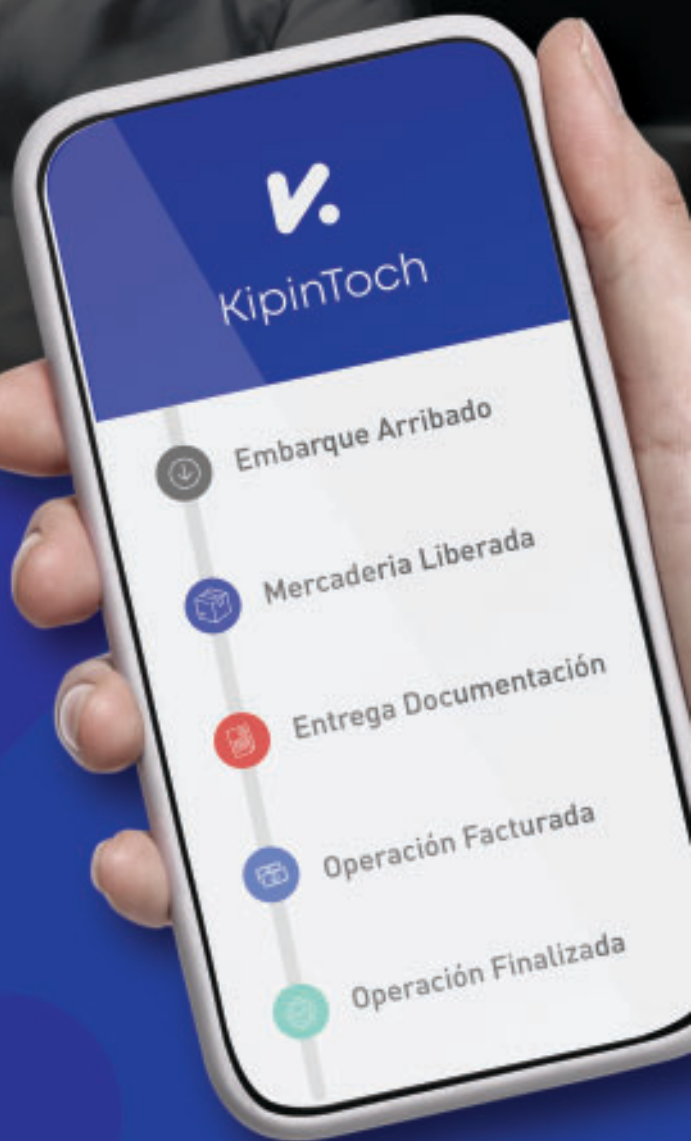 K.
KipinToch
Embarque Arribado
Mercaderia Liberada
Entrega Documentación
Operación Facturada
Operación Finalizada